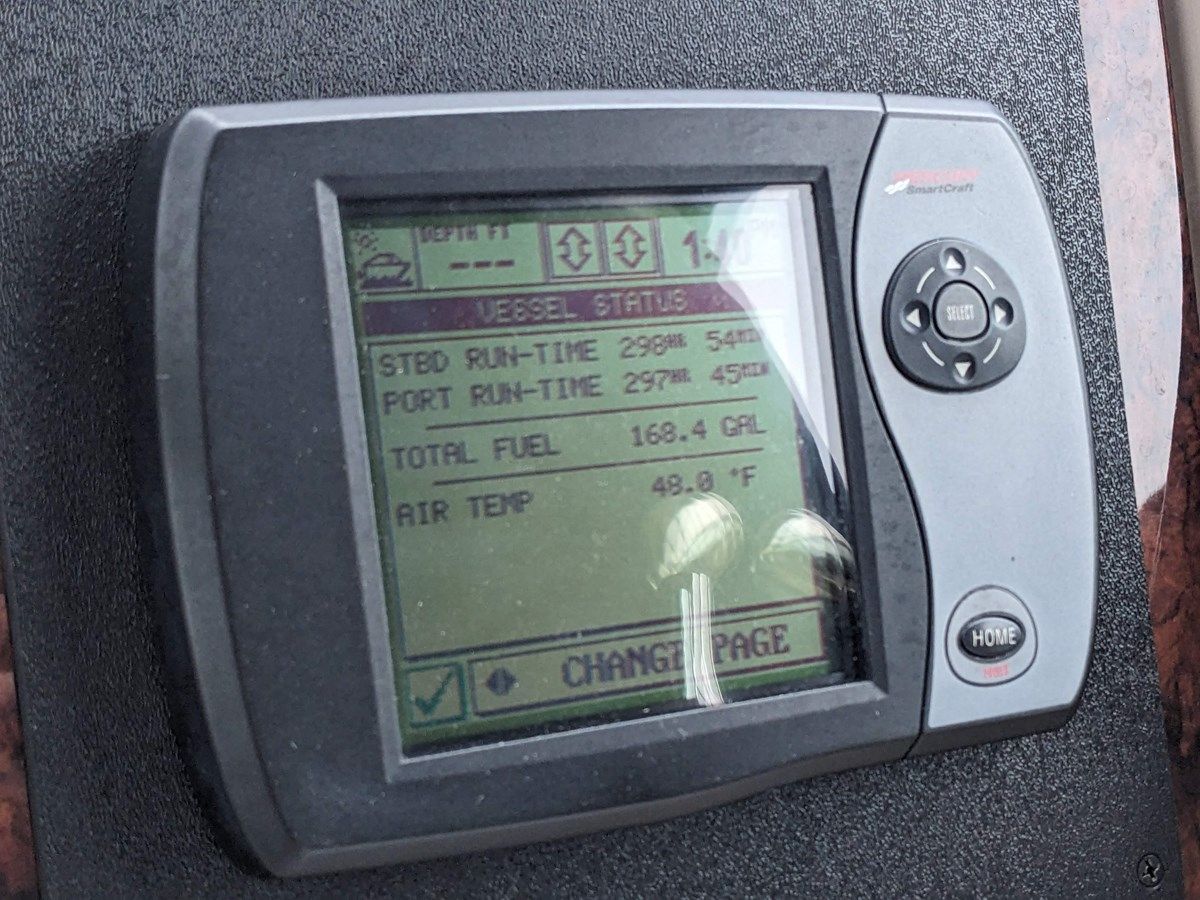 MERCURY
SmartCraft
DEPTH FT
---
VESSEL STATUS
STBD RUN-TIME 298HR 54MIN
PORT RUN-TIME 297HR 45MIN
TOTAL FUEL 168.4 GAL
AIR TEMP 48.0 °F
CHANGE PAGE
SELECT
HOME